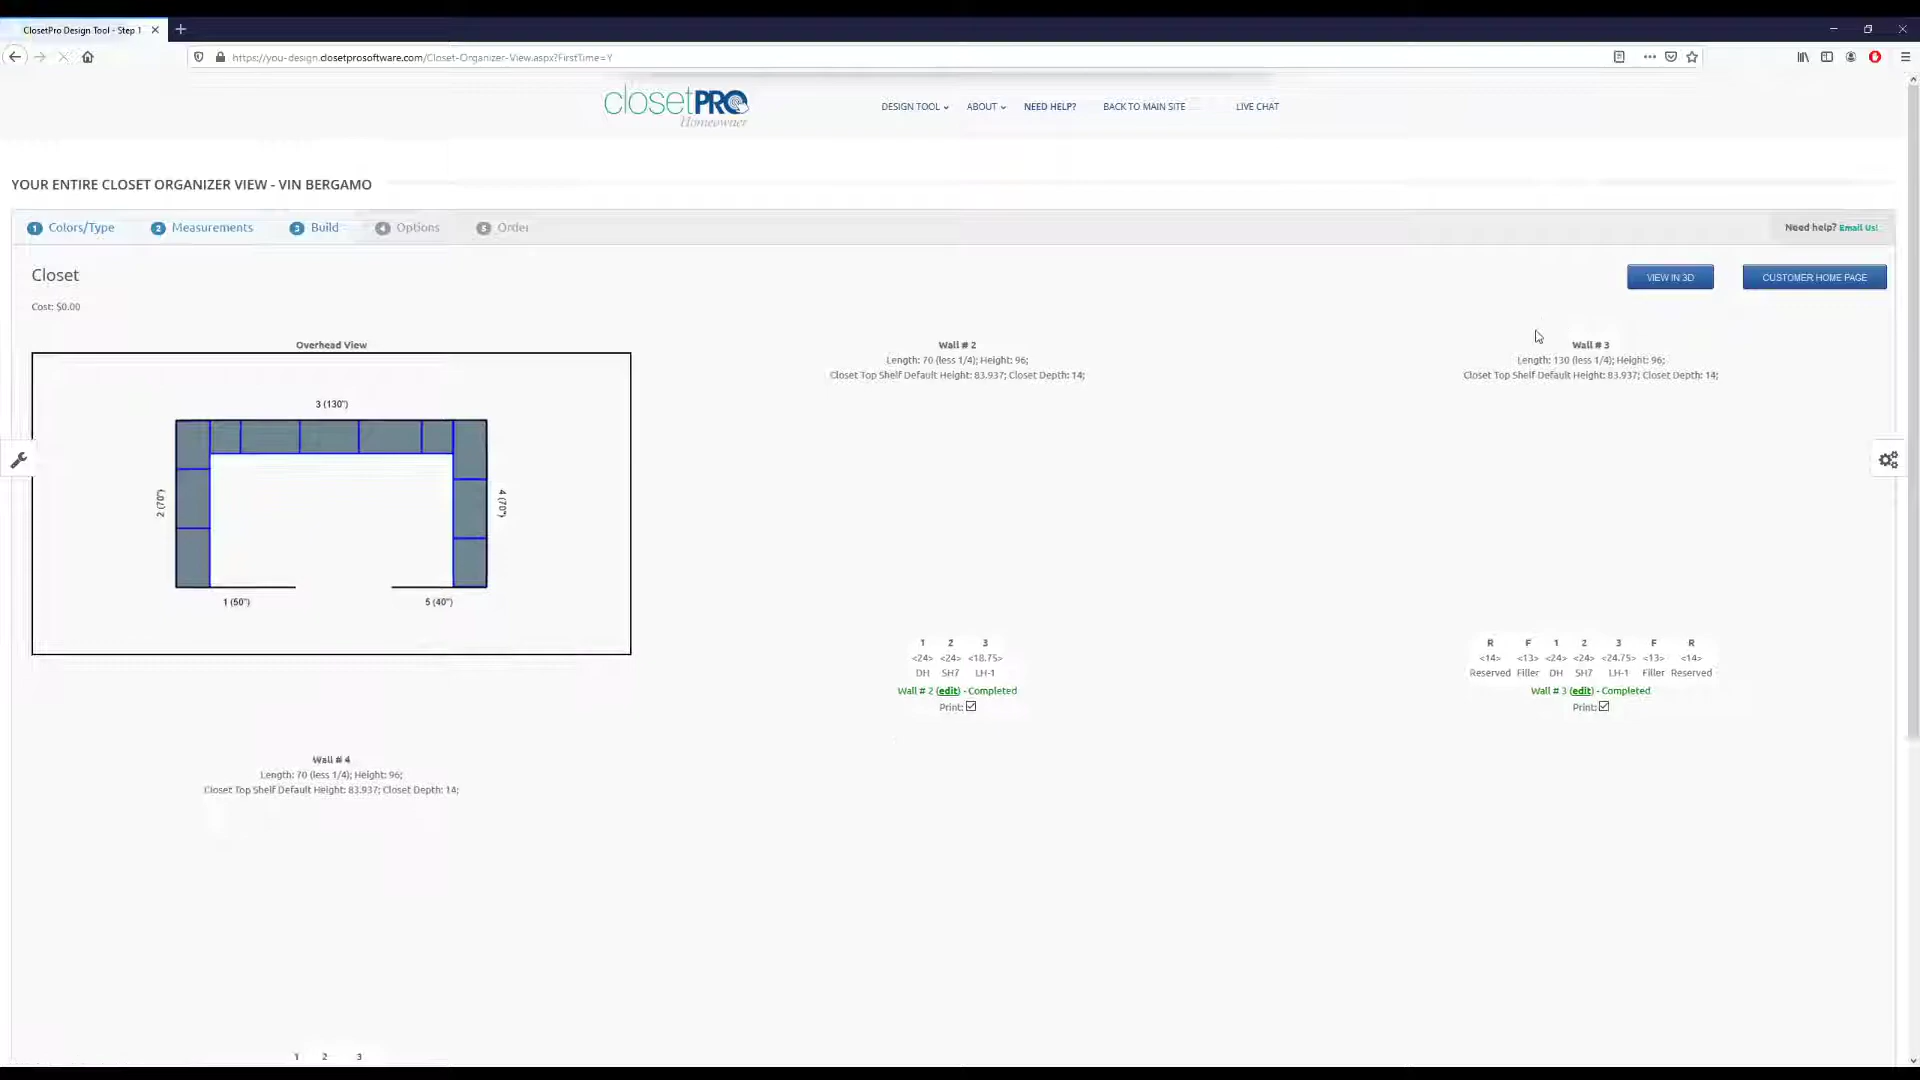 ClosetPro Design Tool - Step 1
https://you-design.closetprosoftware.com/Closet-Organizer-View.aspx?FirstTime=Y
closetPRO
Homeowner
DESIGN TOOL
ABOUT
NEED HELP?
BACK TO MAIN SITE
LIVE CHAT
YOUR ENTIRE CLOSET ORGANIZER VIEW - VIN BERGAMO
1 Colors/Type
2 Measurements
3 Build
4 Options
5 Order
Need help? Email Us!
Closet
VIEW IN 3D
CUSTOMER HOME PAGE
Cost: $0.00
Overhead View
3 (130")
2 (70")
4 (70")
1 (50")
5 (40")
Wall # 2
Length: 70 (less 1/4); Height: 96;
Closet Top Shelf Default Height: 83.937; Closet Depth: 14;
1 2 3
<24> <24> <18.75>
DH SH7 LH-1
Wall # 2 (edit) - Completed
Print:
Wall # 3
Length: 130 (less 1/4); Height: 96;
Closet Top Shelf Default Height: 83.937; Closet Depth: 14;
R F 1 2 3 F R
<14> <13> <24> <24> <24.75> <13> <14>
Reserved Filler DH SH7 LH-1 Filler Reserved
Wall # 3 (edit) - Completed
Print:
Wall # 4
Length: 70 (less 1/4); Height: 96;
Closet Top Shelf Default Height: 83.937; Closet Depth: 14;
1 2 3